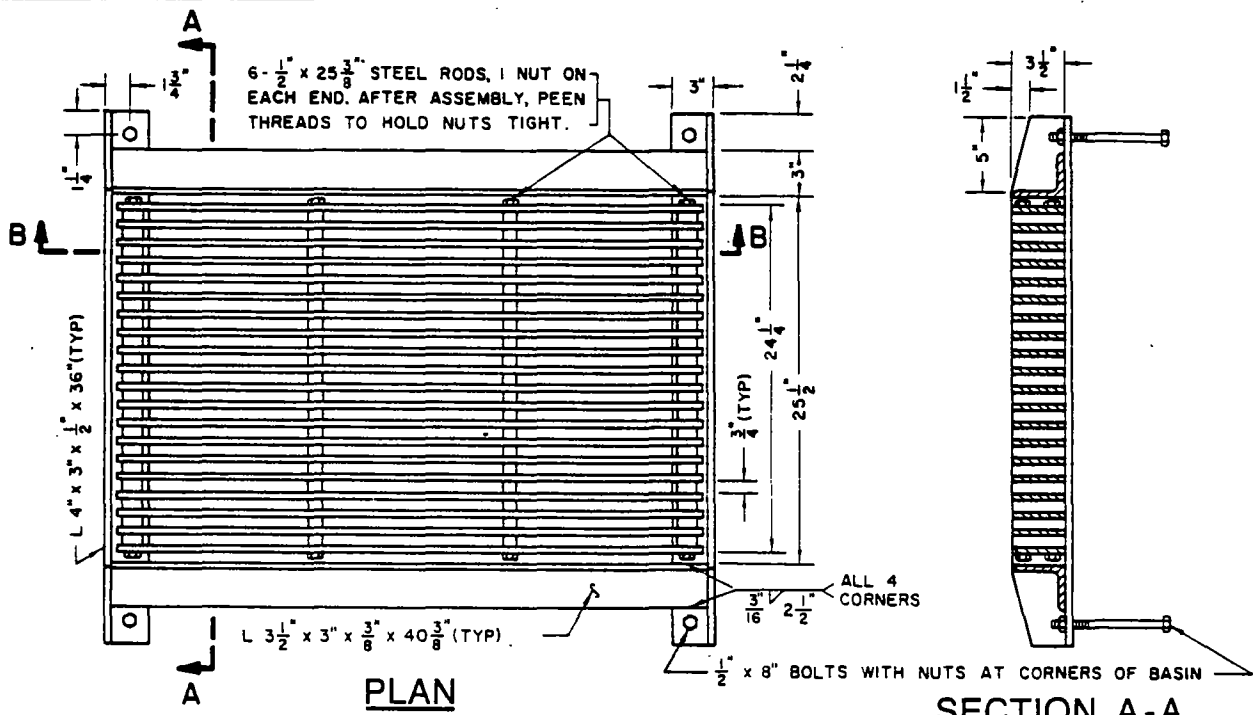 A
1 3/4"
6 - 1/2" x 25 3/8" STEEL RODS, 1 NUT ON
EACH END. AFTER ASSEMBLY, PEEN
THREADS TO HOLD NUTS TIGHT.
3"
2 1/4"
3 1/2"
1 1/2"
1 1/4"
3"
5"
B
B
L 4" x 3" x 1/2" x 36" (TYP)
24 1/4"
25 1/2"
3/4" (TYP)
ALL 4
CORNERS
3/16
2 1/2"
L 3 1/2" x 3" x 3/8" x 40 3/8" (TYP)
1/2" x 8" BOLTS WITH NUTS AT CORNERS OF BASIN
A
PLAN
SECTION A-A